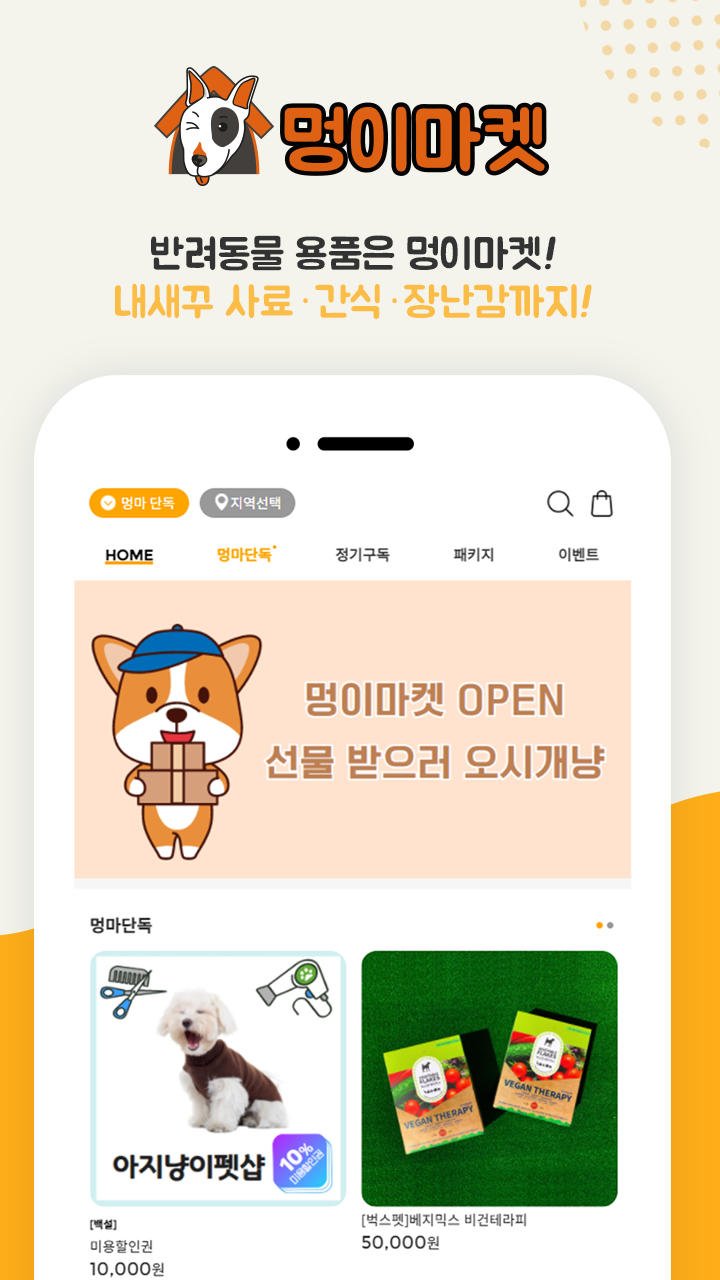 멍이마켓
반려동물 용품은 멍이마켓!
내새꾸 사료·간식·장난감까지!
멍마 단독 지역선택
HOME 멍마단독 정기구독 패키지 이벤트
멍이마켓 OPEN
선물 받으러 오시개냥
멍마단독
아지냥이펫샵
10%
미용할인권
VEGETABLE FLAKES
VEGAN THERAPY
FLAKES
VEGAN THERAPY
[백설]
미용할인권
10,000원
[벅스펫]베지믹스 비건테라피
50,000원